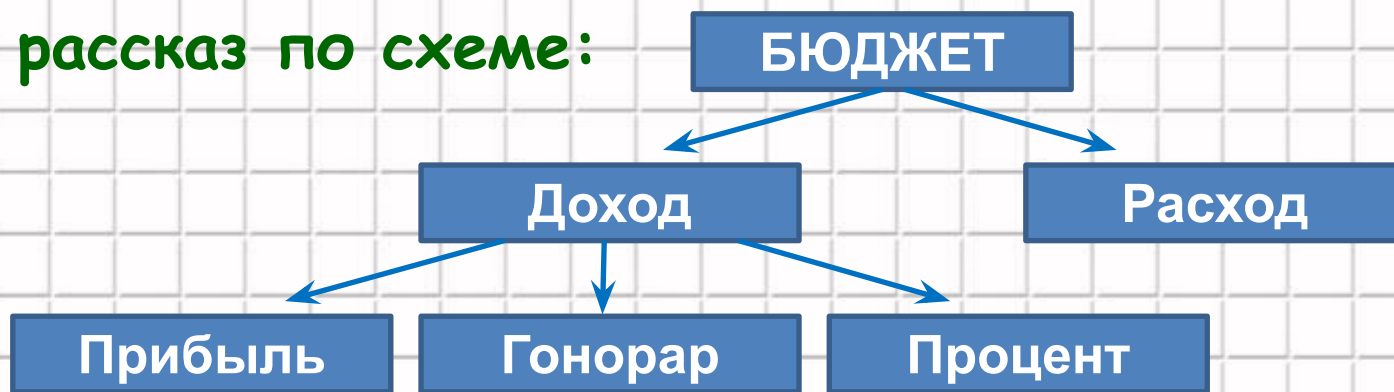 рассказ по схеме:
БЮДЖЕТ
Доход
Расход
Прибыль
Гонорар
Процент